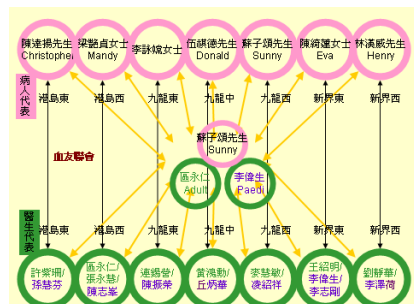 陳達揚先生
Christopher
梁艷貞女士
Mandy
李詠嫦女士
伍祺德先生
Donald
蘇子頌先生
Sunny
陳綺蓮女士
Eva
林漢威先生
Henry
病人代表
港島東
港島西
九龍東
九龍中
九龍西
新界東
新界西
血友聯會
蘇子頌先生
Sunny
區永仁
Adult
李偉生
Paedi
醫生代表
港島東
港島西
九龍東
九龍中
九龍西
新界東
新界西
許紫珊/
孫慧芬
區永仁/
張永慧/
陳志峯
連錫營/
陳振榮
黃鴻勳/
丘炳華
麥慧敏/
凌紹祥
王紹明/
李偉生/
李志剛
劉靜華/
李澤荷